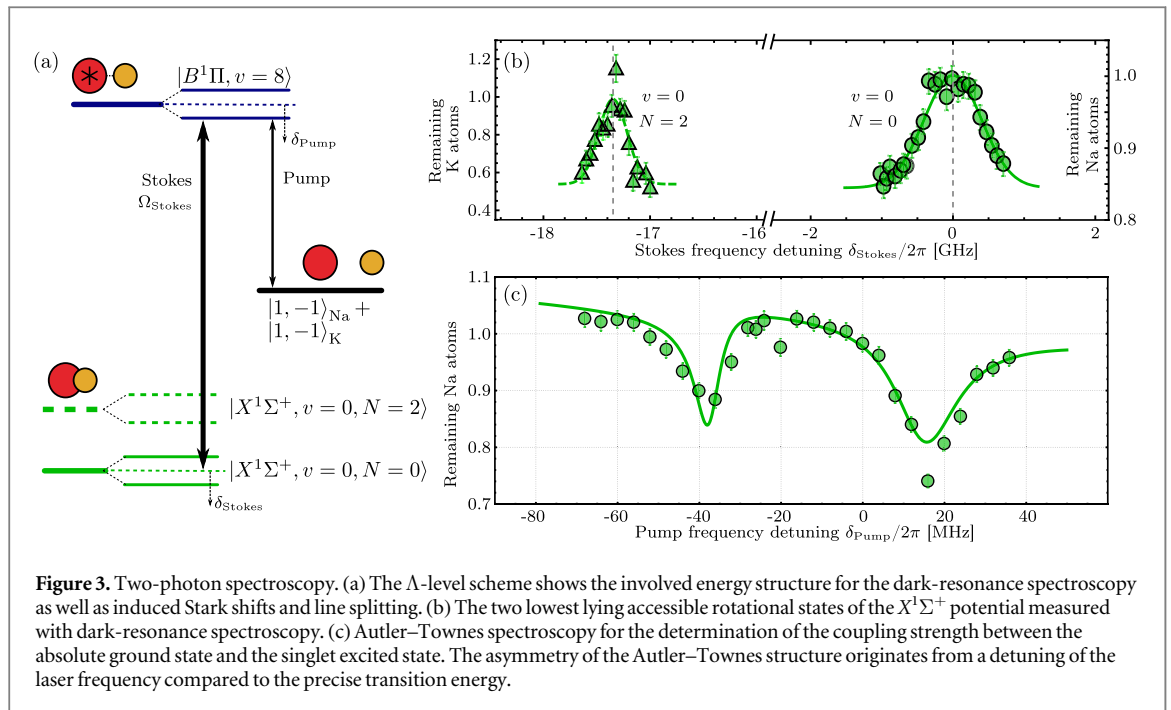 (a)
|B¹Π, v = 8⟩
δPump
Stokes
ΩStokes
Pump
|1, −1⟩Na +
|1, −1⟩K
|X¹Σ⁺, v = 0, N = 2⟩
|X¹Σ⁺, v = 0, N = 0⟩
δStokes
(b)
Remaining
K atoms
1.2
1.0
0.8
0.6
0.4
v = 0
N = 2
v = 0
N = 0
1.0
0.9
0.8
Remaining
Na atoms
-18 -17 -16 -2 0 2
Stokes frequency detuning δStokes/2π [GHz]
(c)
Remaining Na atoms
1.1
1.0
0.9
0.8
0.7
-80 -60 -40 -20 0 20 40
Pump frequency detuning δPump/2π [MHz]
Figure 3. Two-photon spectroscopy. (a) The Λ-level scheme shows the involved energy structure for the dark-resonance spectroscopy
as well as induced Stark shifts and line splitting. (b) The two lowest lying accessible rotational states of the X¹Σ⁺ potential measured
with dark-resonance spectroscopy. (c) Autler–Townes spectroscopy for the determination of the coupling strength between the
absolute ground state and the singlet excited state. The asymmetry of the Autler–Townes structure originates from a detuning of the
laser frequency compared to the precise transition energy.